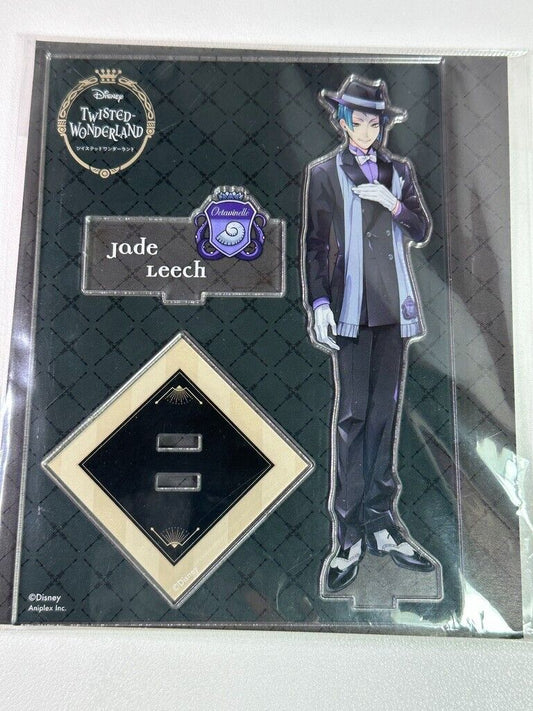 Disney
TWISTED-
WONDERLAND
ツイステッドワンダーランド
Octavinelle
Jade
Leech
©Disney
©Disney
Aniplex Inc.